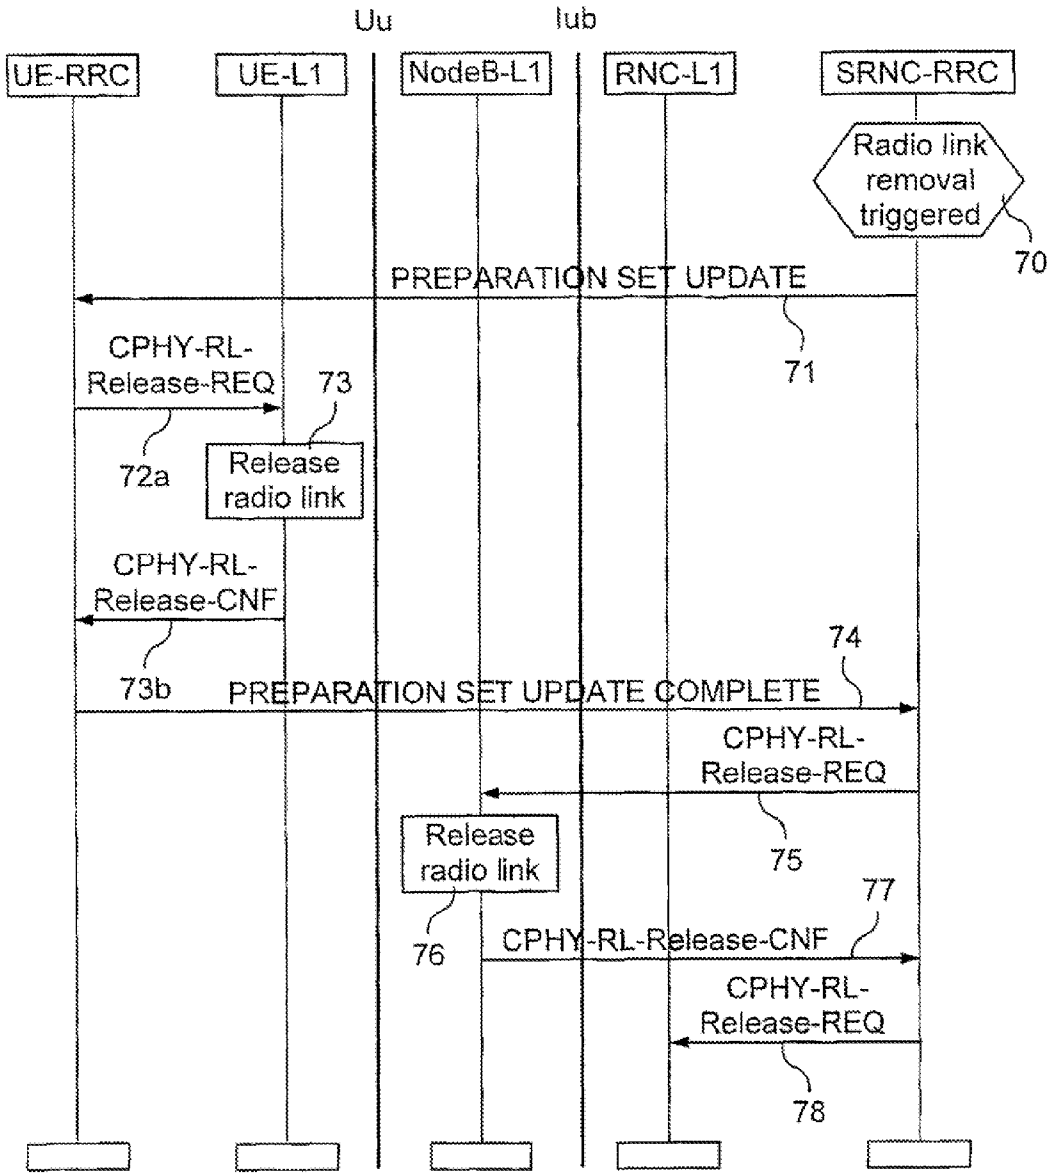 Uu
Iub
UE-RRC
UE-L1
NodeB-L1
RNC-L1
SRNC-RRC
Radio link
removal
triggered
70
PREPARATION SET UPDATE
71
CPHY-RL-
Release-REQ
72a
73
Release
radio link
CPHY-RL-
Release-CNF
73b
74
PREPARATION SET UPDATE COMPLETE
CPHY-RL-
Release-REQ
75
Release
radio link
76
77
CPHY-RL-Release-CNF
CPHY-RL-
Release-REQ
78